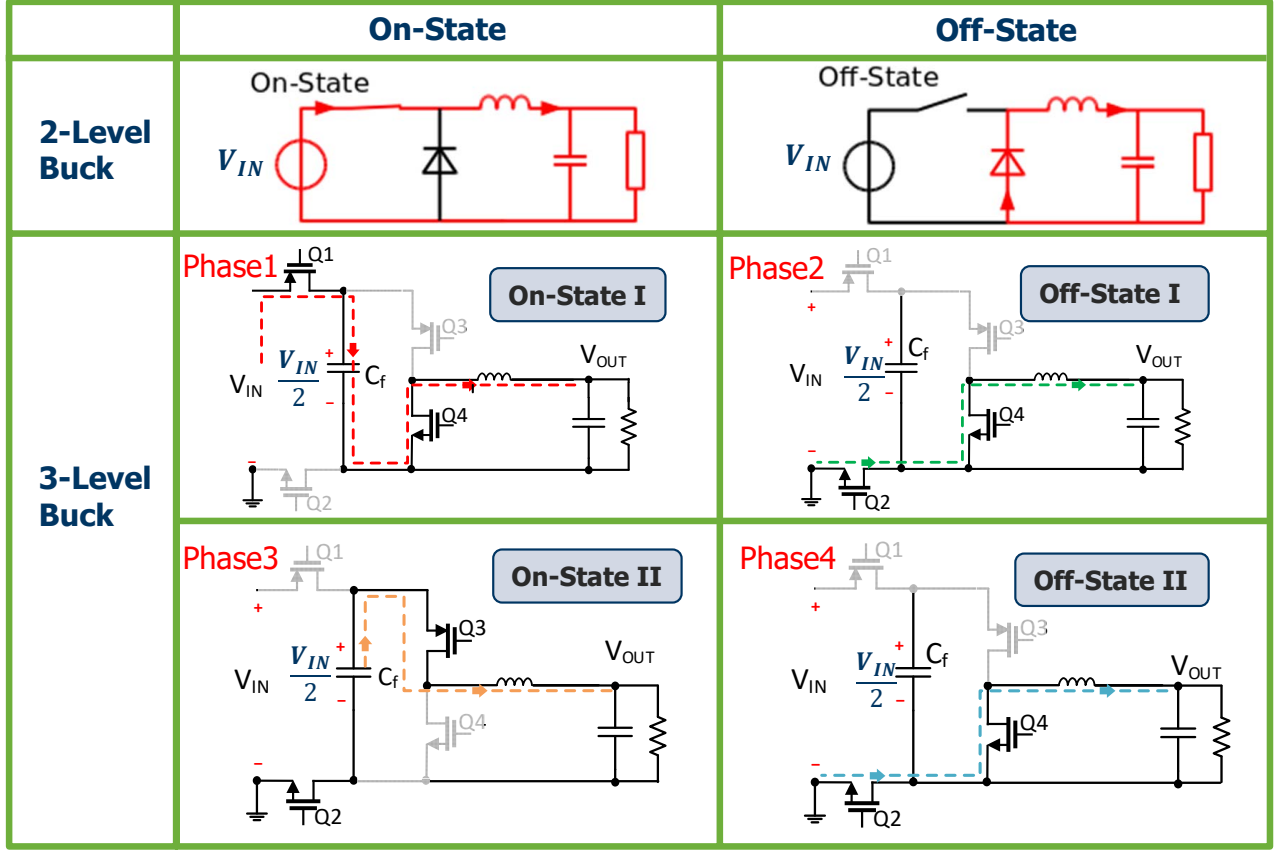 On-State
Off-State
2-Level
Buck
On-State
V_IN
Off-State
V_IN
3-Level
Buck
Phase1
Q1
On-State I
Q3
V_IN
+
V_IN
2
−
C_f
V_OUT
Q4
−
Q2
Phase2
Q1
Off-State I
+
Q3
V_IN
+
V_IN
2
−
C_f
V_OUT
Q4
−
Q2
Phase3
Q1
On-State II
+
Q3
V_IN
+
V_IN
2
−
C_f
V_OUT
Q4
−
Q2
Phase4
Q1
Off-State II
+
Q3
V_IN
+
V_IN
2
−
C_f
V_OUT
Q4
−
Q2